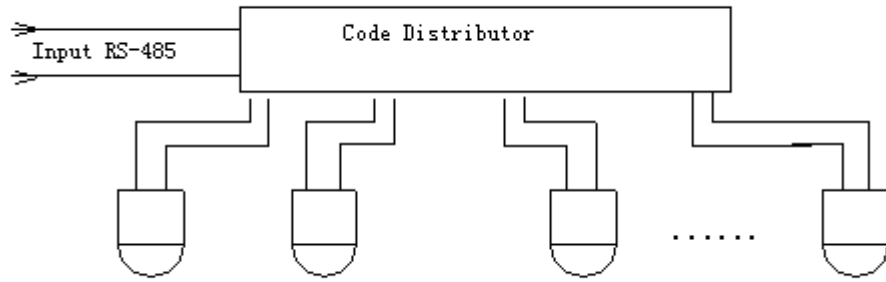 Code Distributor
Input RS-485
......